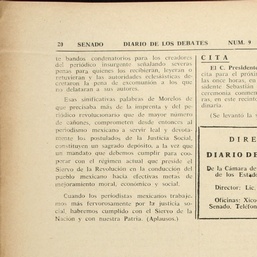 20 SENADO DIARIO DE LOS DEBATES NUM. 9
te bandos condenatorios para los creadores
del periódico insurgente señalando severas
penas para quienes los recibieran, leyeran o
retuvieran y las autoridades eclesiásticas de-
cretaron la pena de excomunión a los que
no delataran a sus autores.
Esas significativas palabras de Morelos de
que precisaba más de la imprenta y del pe-
riódico revolucionario que de mayor número
de cañones, comprometen desde entonces al
periodismo mexicano a servir leal y devota-
mente los postulados de la Justicia Social,
constituyen un sagrado depósito, a la vez que
un mandato que debemos cumplir para coo-
perar con el régimen actual que preside el
Siervo de la Revolución en la conducción del
pueblo mexicano hacia efectivas metas de
mejoramiento moral, económico y social.
Cuando los periodistas mexicanos trabaje-
mos más fervorosamente por la justicia so-
cial, habremos cumplido con el Siervo de la
Nación y con nuestra Patria. (Aplausos.)
CITA
El C. Presidente
cita para el próximo
las once horas, en
sidente Sebastián
cercemonia conmem-
ras, en este recinto
dinaria.
(Se levantó la
DIRE
DIARIO DE
De la Cámara de
de los Estados
Director: Lic.
Oficinas: Xico
Senado. Teléfono